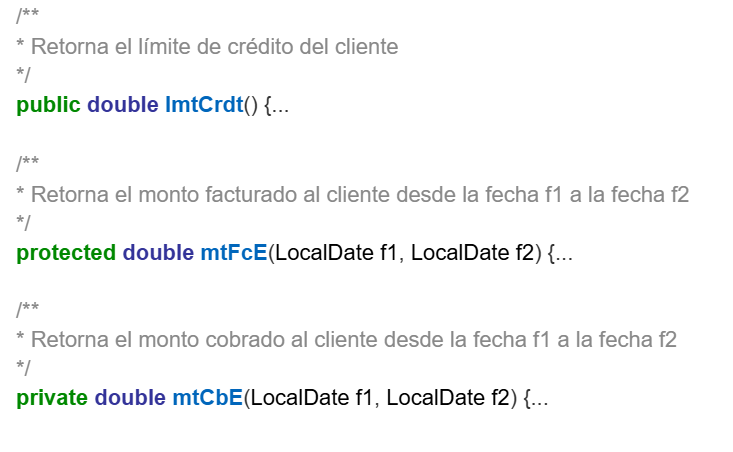 /**
* Retorna el límite de crédito del cliente
*/
public double lmtCrdt() {...
/**
* Retorna el monto facturado al cliente desde la fecha f1 a la fecha f2
*/
protected double mtFcE(LocalDate f1, LocalDate f2) {...
/**
* Retorna el monto cobrado al cliente desde la fecha f1 a la fecha f2
*/
private double mtCbE(LocalDate f1, LocalDate f2) {...